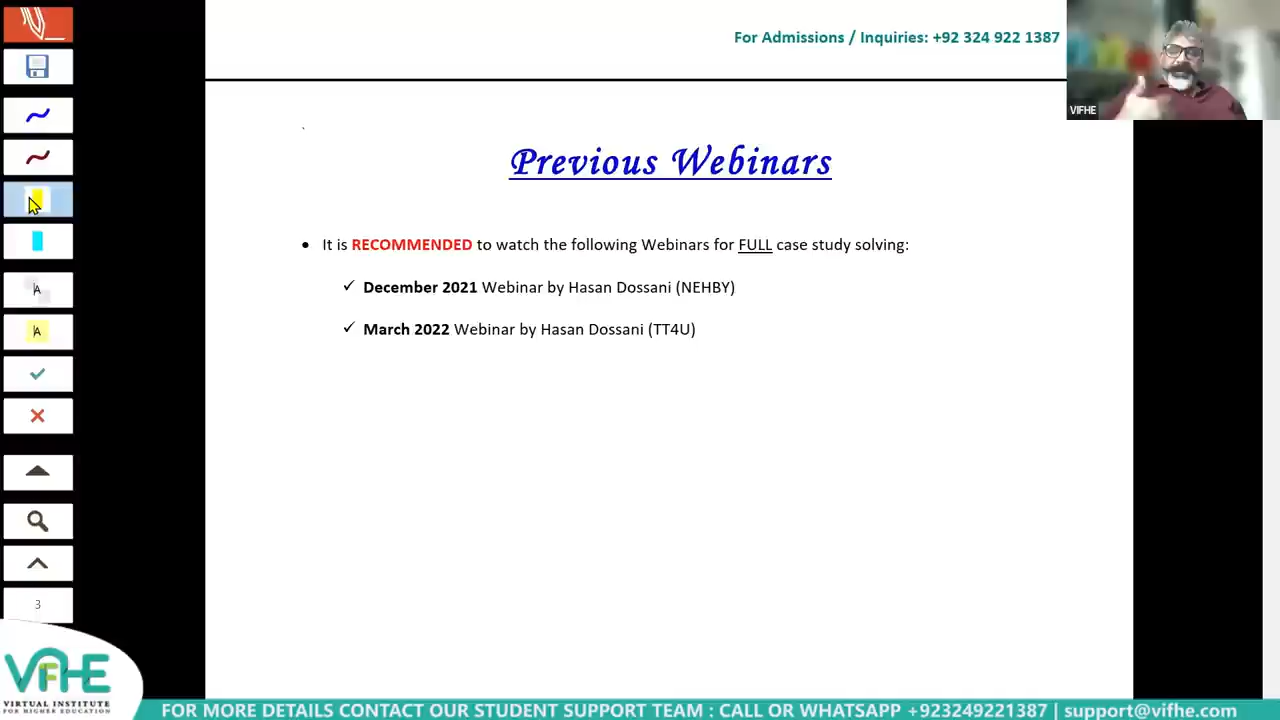 For Admissions / Inquiries: +92 324 922 1387
VIFHE
Previous Webinars
• It is RECOMMENDED to watch the following Webinars for FULL case study solving:
✓ December 2021 Webinar by Hasan Dossani (NEHBY)
✓ March 2022 Webinar by Hasan Dossani (TT4U)
A
A
3
VIFHE
VIRTUAL INSTITUTE
FOR HIGHER EDUCATION
FOR MORE DETAILS CONTACT OUR STUDENT SUPPORT TEAM : CALL OR WHATSAPP +923249221387 | support@vifhe.com